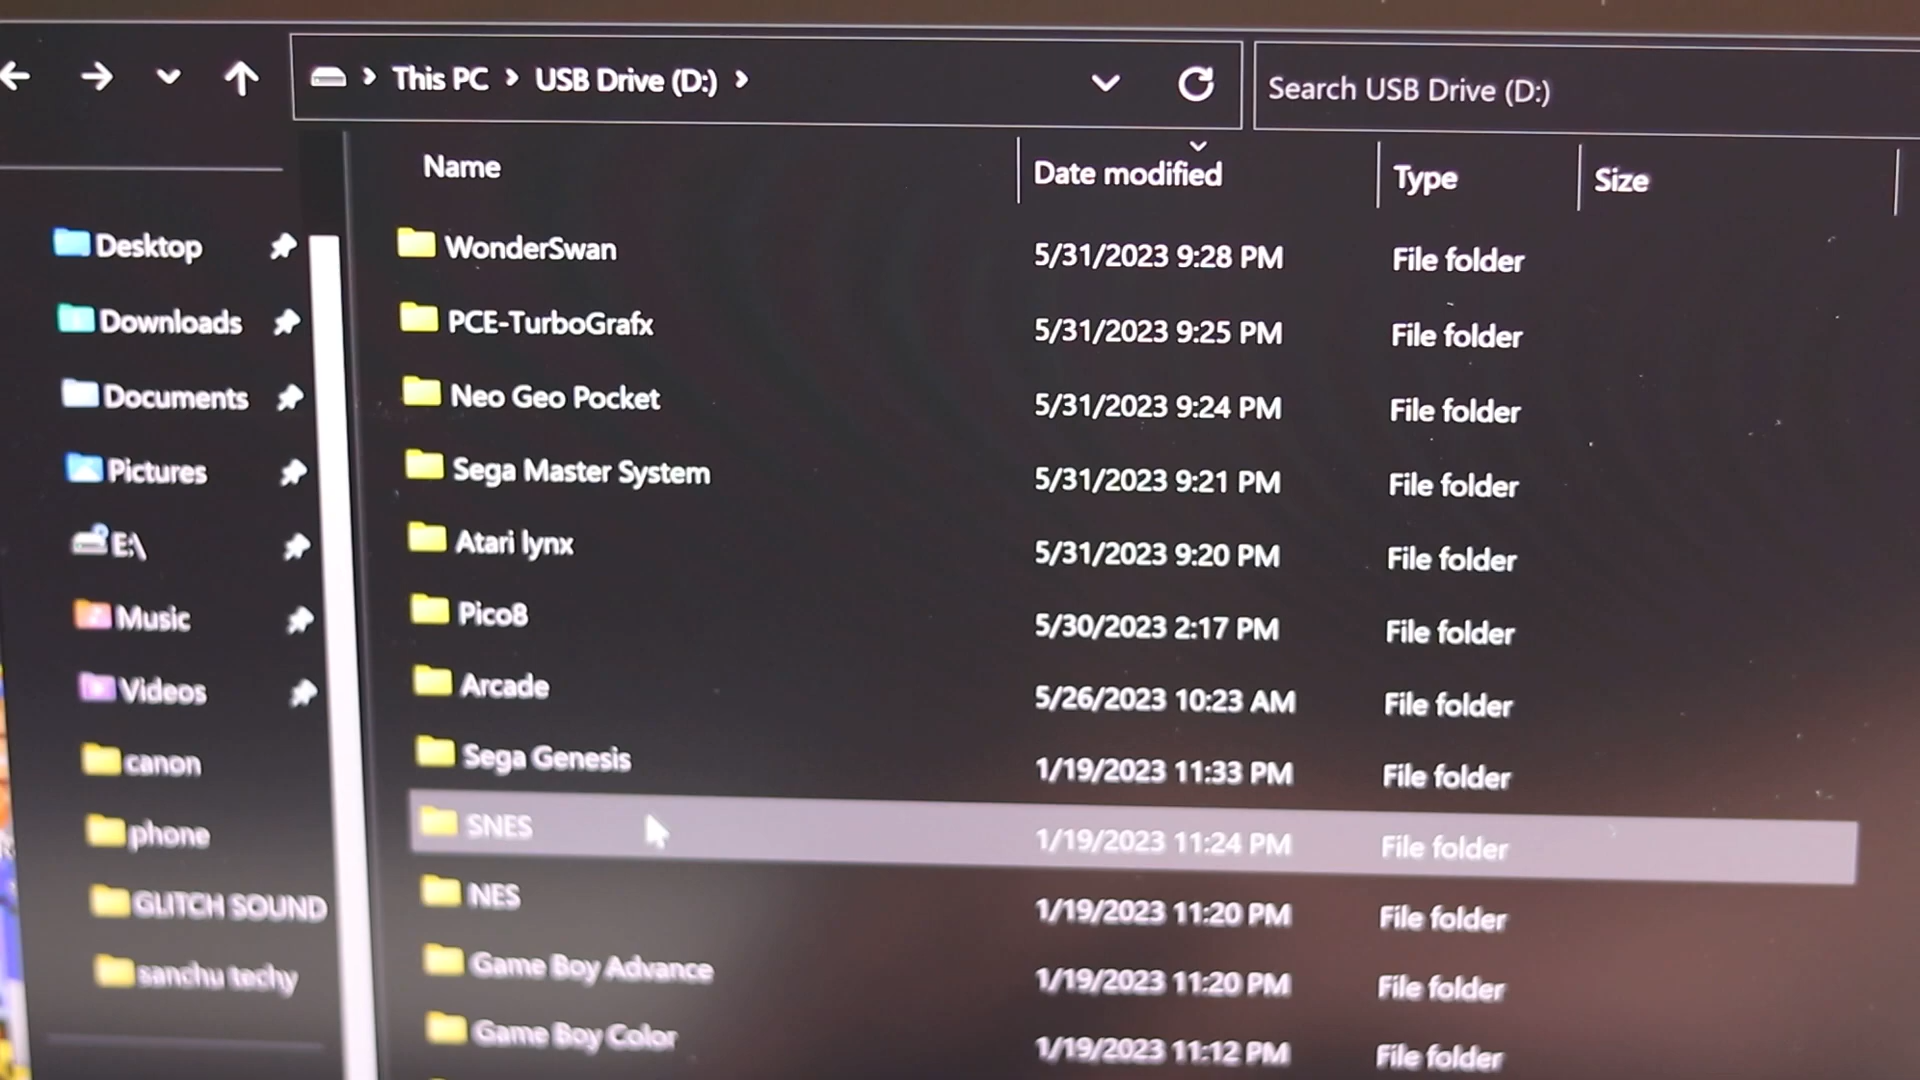 This PC USB Drive (D:)
Search USB Drive (D:)
Name Date modified Type Size
Desktop
Downloads
Documents
Pictures
E:\
Music
Videos
canon
phone
GLITCH SOUND
sanchu techy
WonderSwan 5/31/2023 9:28 PM File folder
PCE-TurboGrafx 5/31/2023 9:25 PM File folder
Neo Geo Pocket 5/31/2023 9:24 PM File folder
Sega Master System 5/31/2023 9:21 PM File folder
Atari lynx 5/31/2023 9:20 PM File folder
Pico8 5/30/2023 2:17 PM File folder
Arcade 5/26/2023 10:23 AM File folder
Sega Genesis 1/19/2023 11:33 PM File folder
SNES 1/19/2023 11:24 PM File folder
NES 1/19/2023 11:20 PM File folder
Game Boy Advance 1/19/2023 11:20 PM File folder
Game Boy Color 1/19/2023 11:12 PM File folder